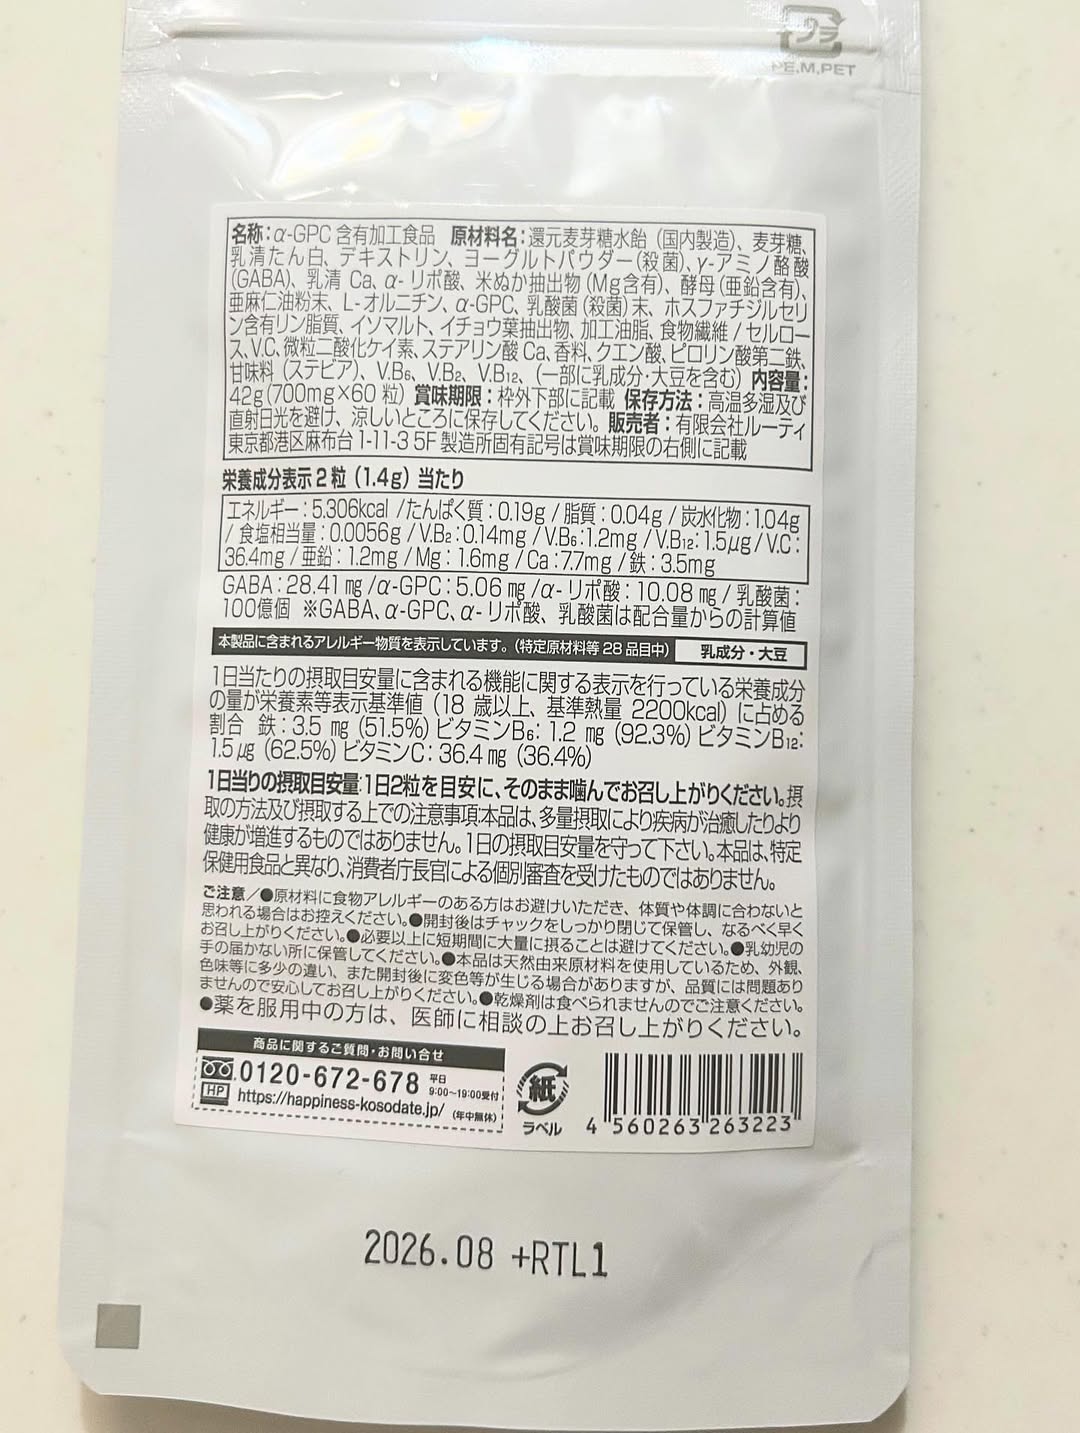 プラ
PE,M,PET
名称：α-GPC 含有加工食品 原材料名：還元麦芽糖水飴（国内製造）、麦芽糖、
乳清たん白、デキストリン、ヨーグルトパウダー（殺菌）、γ-アミノ酪酸
(GABA)、乳清 Ca、α- リポ酸、米ぬか抽出物（Mg含有）、酵母（亜鉛含有）、
亜麻仁油粉末、L-オルニチン、α-GPC、乳酸菌（殺菌）末、ホスファチジルセリ
ン含有リン脂質、イソマルト、イチョウ葉抽出物、加工油脂、食物繊維 / セルロー
ス、V.C、微粒二酸化ケイ素、ステアリン酸 Ca、香料、クエン酸、ピロリン酸第二鉄、
甘味料（ステビア）、V.B₆、V.B₂、V.B₁₂、（一部に乳成分・大豆を含む）内容量：
42g（700mg×60 粒）賞味期限：枠外下部に記載 保存方法：高温多湿及び
直射日光を避け、涼しいところに保存してください。販売者：有限会社ルーティ
東京都港区麻布台 1-11-3 5F 製造所固有記号は賞味期限の右側に記載
栄養成分表示 2 粒（1.4g）当たり
エネルギー：5.306kcal /たんぱく質：0.19g / 脂質：0.04g / 炭水化物：1.04g
/ 食塩相当量：0.0056g / V.B₂：0.14mg / V.B₆：1.2mg / V.B₁₂：1.5μg / V.C：
36.4mg / 亜鉛：1.2mg / Mg：1.6mg / Ca：7.7mg / 鉄：3.5mg
GABA：28.41 mg /α-GPC：5.06 mg /α- リポ酸：10.08 mg / 乳酸菌：
100億個 ※GABA、α-GPC、α- リポ酸、乳酸菌は配合量からの計算値
本製品に含まれるアレルギー物質を表示しています。（特定原材料等 28 品目中） 乳成分・大豆
1日当たりの摂取目安量に含まれる機能に関する表示を行っている栄養成分
の量が栄養素等表示基準値（18 歳以上、基準熱量 2200kcal）に占める
割合 鉄：3.5 mg（51.5%）ビタミンB₆：1.2 mg（92.3%）ビタミンB₁₂：
1.5μg（62.5%）ビタミンC：36.4 mg（36.4%）
1日当りの摂取目安量：1日2粒を目安に、そのまま噛んでお召し上がりください。摂
取の方法及び摂取する上での注意事項：本品は、多量摂取により疾病が治癒したりより
健康が増進するものではありません。1日の摂取目安量を守って下さい。本品は、特定
保健用食品と異なり、消費者庁長官による個別審査を受けたものではありません。
ご注意／●原材料に食物アレルギーのある方はお避けいただき、体質や体調に合わないと
思われる場合はお控えください。●開封後はチャックをしっかり閉じて保管し、なるべく早く
お召し上がりください。●必要以上に短期間に大量に摂ることは避けてください。●乳幼児の
手の届かない所に保管してください。●本品は天然由来原材料を使用しているため、外観、
色味等に多少の違い、また開封後に変色等が生じる場合がありますが、品質には問題あり
ませんので安心してお召し上がりください。●乾燥剤は食べられませんのでご注意ください。
●薬を服用中の方は、医師に相談の上お召し上がりください。
商品に関するご質問・お問い合せ
0120-672-678 平日 9:00～19:00受付
HP https://happiness-kosodate.jp/（年中無休）
紙
ラベル
4 560263 263223
2026.08 +RTL1